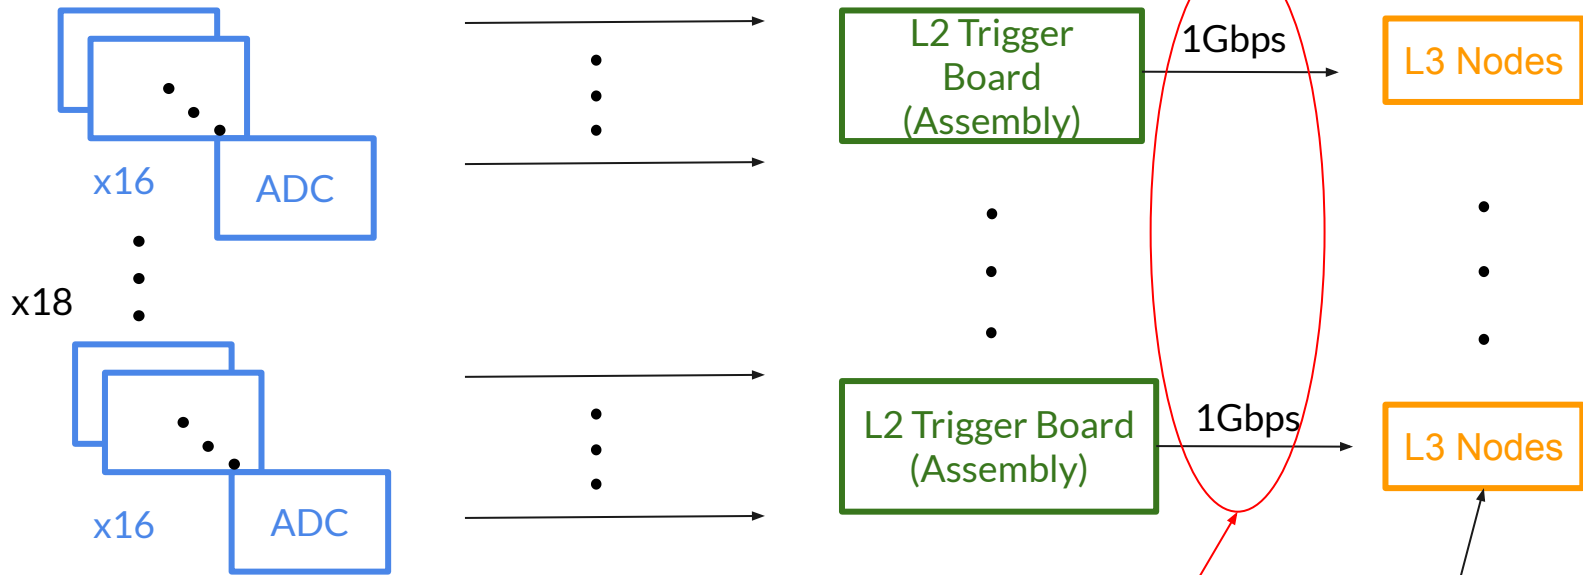 L2 Trigger
Board
(Assembly)
1Gbps
L3 Nodes
x16
ADC
x18
L2 Trigger Board
(Assembly)
1Gbps
L3 Nodes
x16
ADC